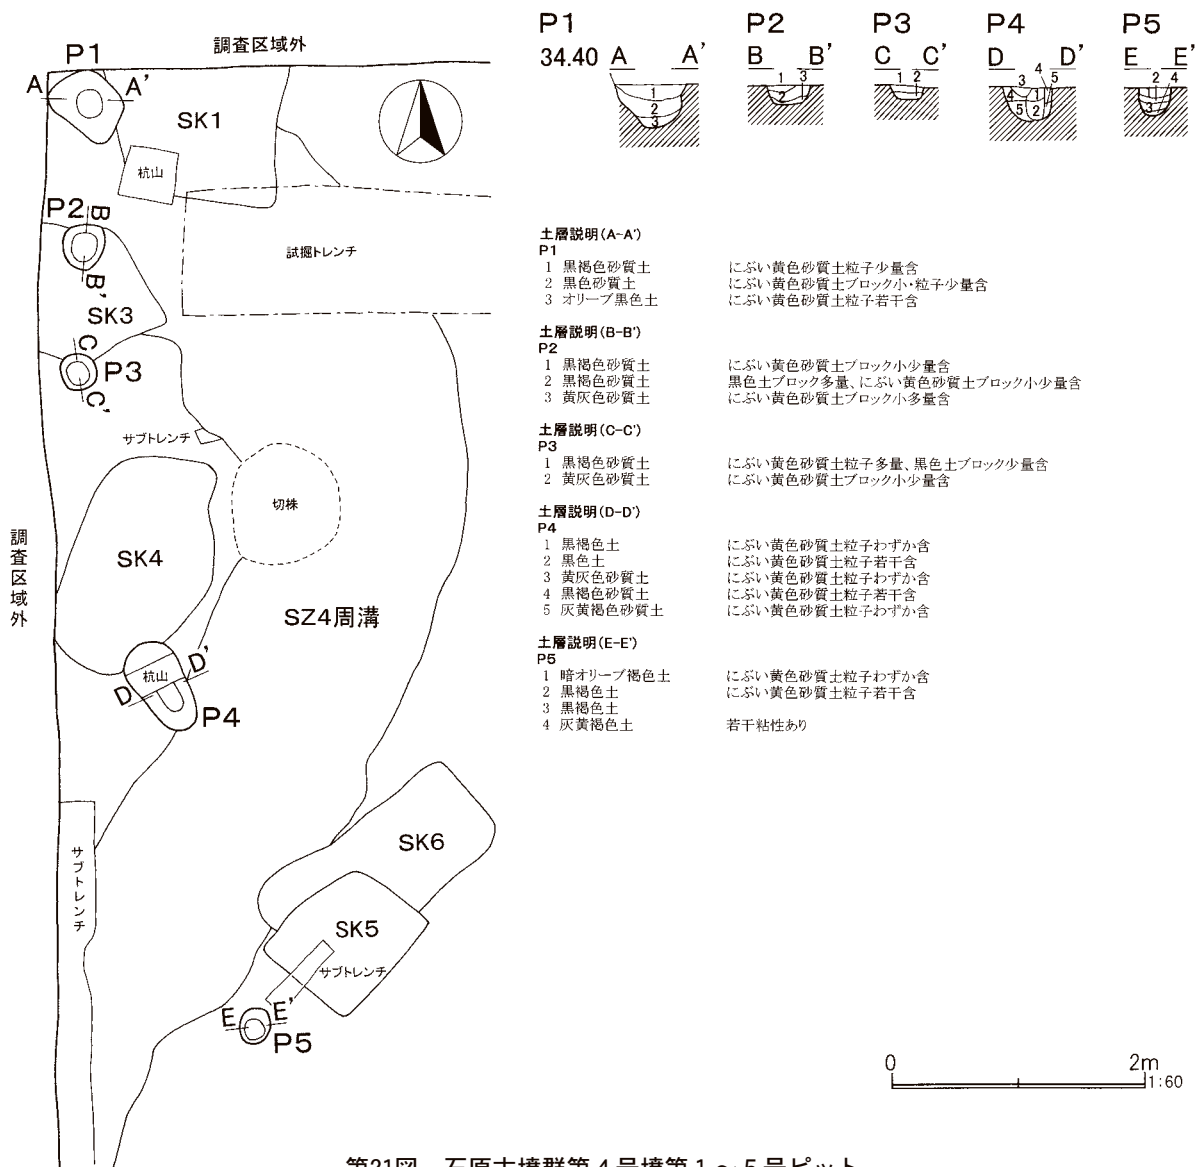 調査区域外
P1
A
A'
SK1
杭山
P2
B
B'
試掘トレンチ
SK3
C
P3
C'
サブトレンチ
切株
SK4
調査区域外
SZ4周溝
D'
杭山
D
P4
サブトレンチ
SK6
SK5
サブトレンチ
E
E'
P5
P1 P2 P3 P4 P5
34.40 A A' B B' C C' D D' E E'
1
2
3
1 3
2
1 2
4
3 5
4 1
5 2
4
2
1
3
土層説明(A-A')
P1
1 黒褐色砂質土 にぶい黄色砂質土粒子少量含
2 黒色砂質土 にぶい黄色砂質土ブロック小・粒子少量含
3 オリーブ黒色土 にぶい黄色砂質土粒子若干含
土層説明(B-B')
P2
1 黒褐色砂質土 にぶい黄色砂質土ブロック小少量含
2 黒褐色砂質土 黒色土ブロック多量、にぶい黄色砂質土ブロック小少量含
3 黄灰色砂質土 にぶい黄色砂質土ブロック小多量含
土層説明(C-C')
P3
1 黒褐色砂質土 にぶい黄色砂質土粒子多量、黒色土ブロック少量含
2 黄灰色砂質土 にぶい黄色砂質土ブロック小少量含
土層説明(D-D')
P4
1 黒褐色土 にぶい黄色砂質土粒子わずか含
2 黒色土 にぶい黄色砂質土粒子若干含
3 黄灰色砂質土 にぶい黄色砂質土粒子わずか含
4 黒褐色砂質土 にぶい黄色砂質土粒子若干含
5 灰黄褐色砂質土 にぶい黄色砂質土粒子わずか含
土層説明(E-E')
P5
1 暗オリーブ褐色土 にぶい黄色砂質土粒子わずか含
2 黒褐色土 にぶい黄色砂質土粒子若干含
3 黒褐色土
4 灰黄褐色土 若干粘性あり
0 2m
1:60
第21図 石原古墳群第4号墳第1～5号ピット